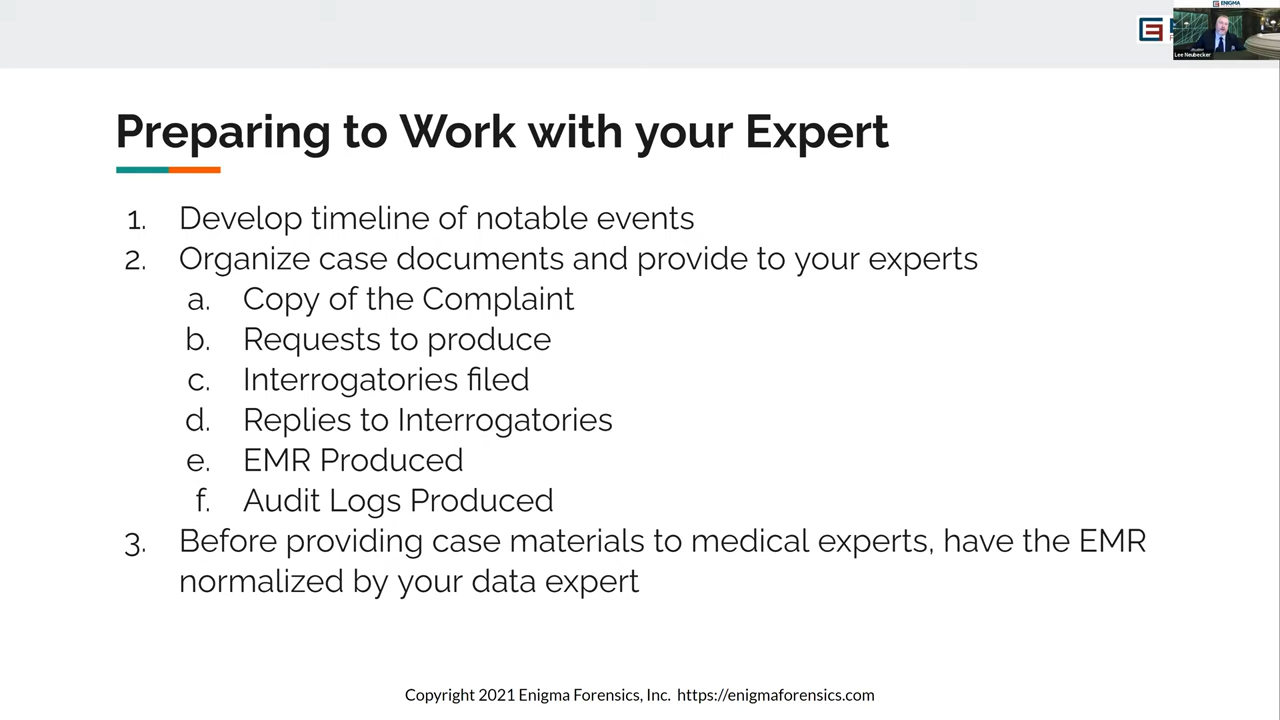 ENIGMA
Lee Neubecker
Preparing to Work with your Expert
1. Develop timeline of notable events
2. Organize case documents and provide to your experts
a. Copy of the Complaint
b. Requests to produce
c. Interrogatories filed
d. Replies to Interrogatories
e. EMR Produced
f. Audit Logs Produced
3. Before providing case materials to medical experts, have the EMR
normalized by your data expert
Copyright 2021 Enigma Forensics, Inc. https://enigmaforensics.com